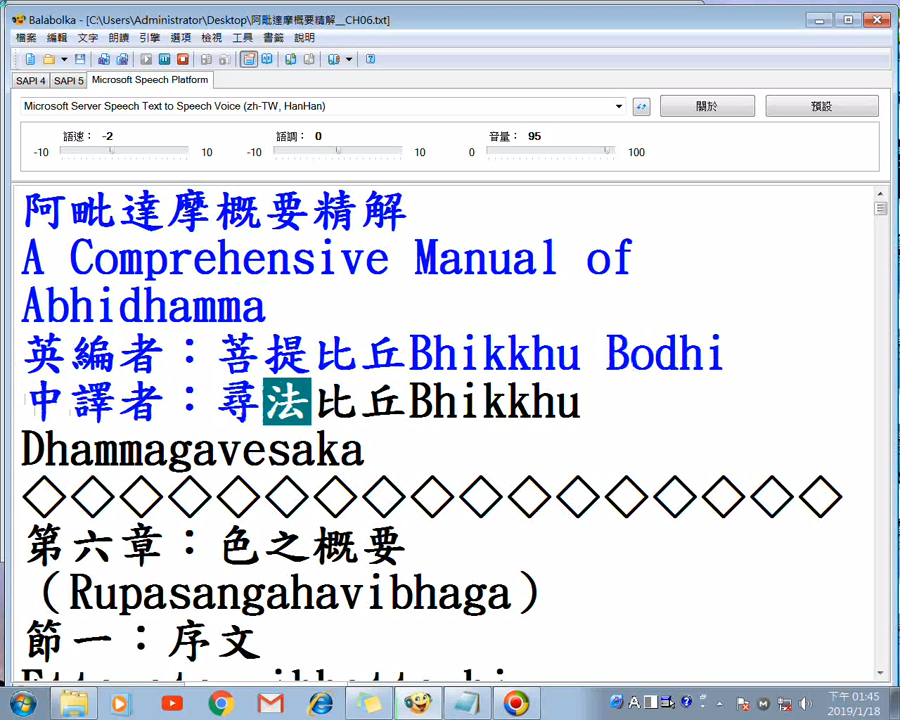 Balabolka - [C:\Users\Administrator\Desktop\阿毗達摩概要精解__CH06.txt]
檔案 編輯 文字 朗讀 引擎 選項 檢視 工具 書籤 說明
SAPI 4 SAPI 5 Microsoft Speech Platform
Microsoft Server Speech Text to Speech Voice (zh-TW, HanHan) 關於 預設
語速： -2 語調： 0 音量： 95
-10 10 -10 10 0 100
阿毗達摩概要精解
A Comprehensive Manual of
Abhidhamma
英編者：菩提比丘Bhikkhu Bodhi
中譯者：尋法比丘Bhikkhu
Dhammagavesaka
◇◇◇◇◇◇◇◇◇◇◇◇◇◇◇◇◇
第六章：色之概要
（Rupasangahavibhaga）
節一：序文
下午 01:45
2019/1/18